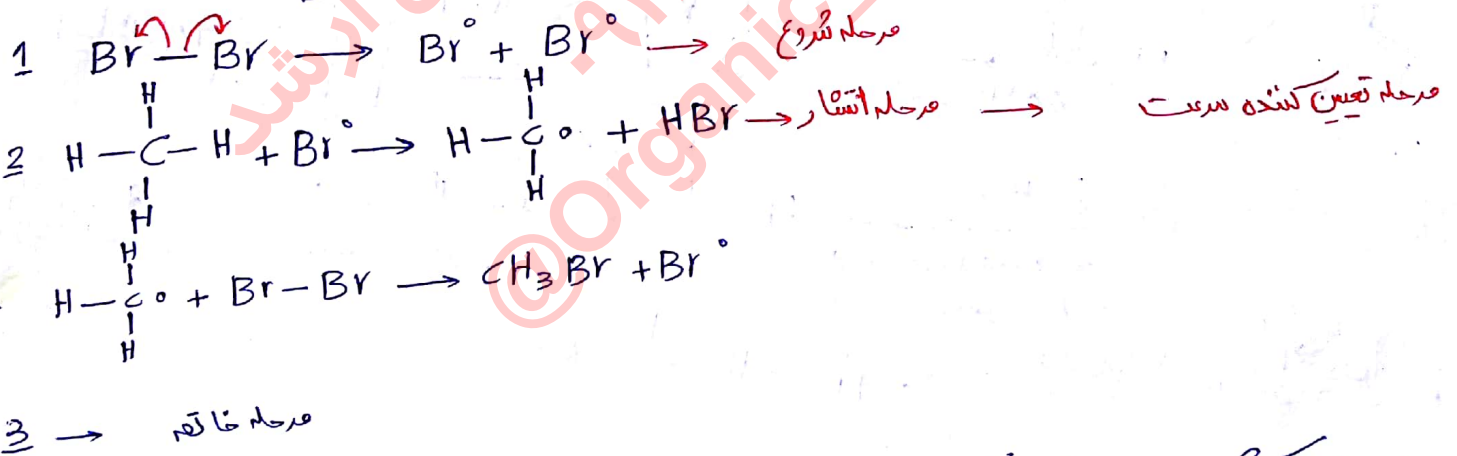 1 Br–Br → Br° + Br° → مرحله شروع
H H
2 H–C–H + Br° → H–C° + HBr → مرحله انتشار → مرحله تعیین کننده سرعت
H H
H
H–C° + Br–Br → CH₃Br + Br°
H
3 → مرحله خاتمه
@Organic
ارشد